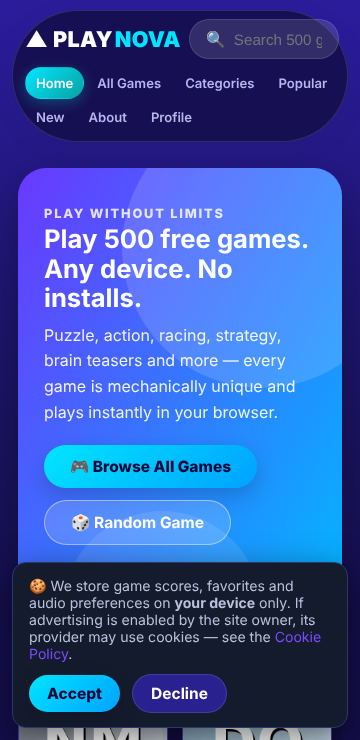 PLAYNOVA
Search 500 g
Home All Games Categories Popular
New About Profile
PLAY WITHOUT LIMITS
Play 500 free games.
Any device. No
installs.
Puzzle, action, racing, strategy,
brain teasers and more — every
game is mechanically unique and
plays instantly in your browser.
🎮 Browse All Games
🎲 Random Game
🍪 We store game scores, favorites and
audio preferences on your device only. If
advertising is enabled by the site owner, its
provider may use cookies — see the Cookie
Policy.
Accept Decline